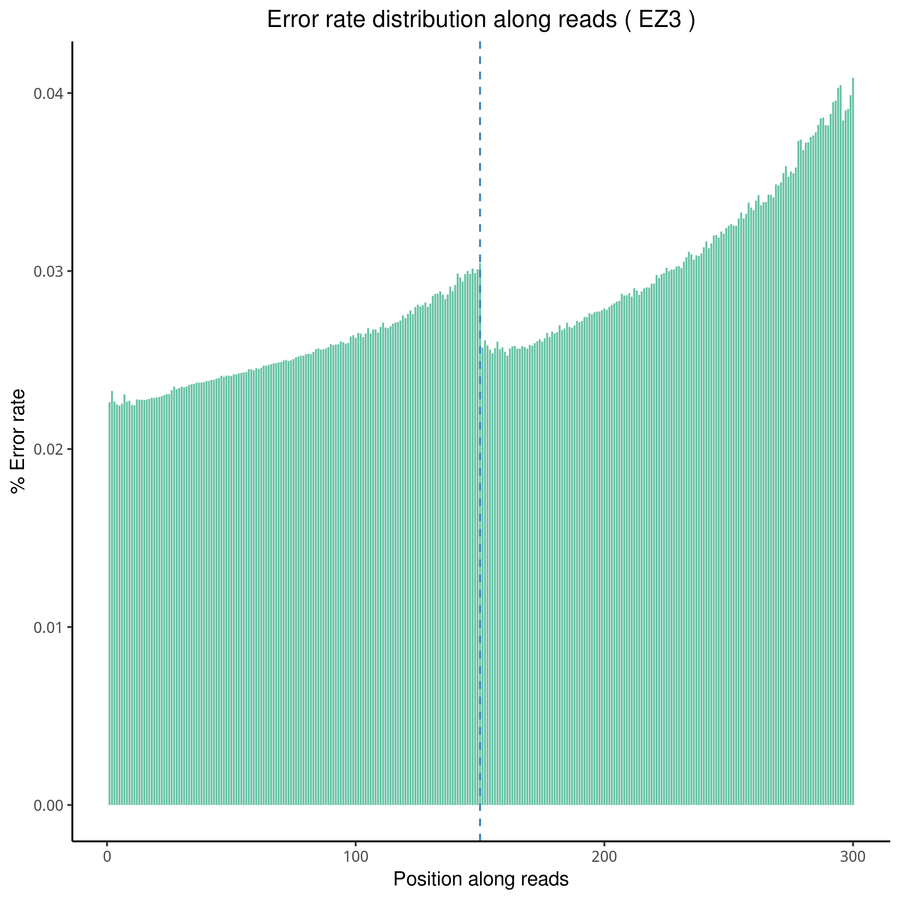 Error rate distribution along reads ( EZ3 )
% Error rate
0.04
0.03
0.02
0.01
0.00
0 100 200 300
Position along reads